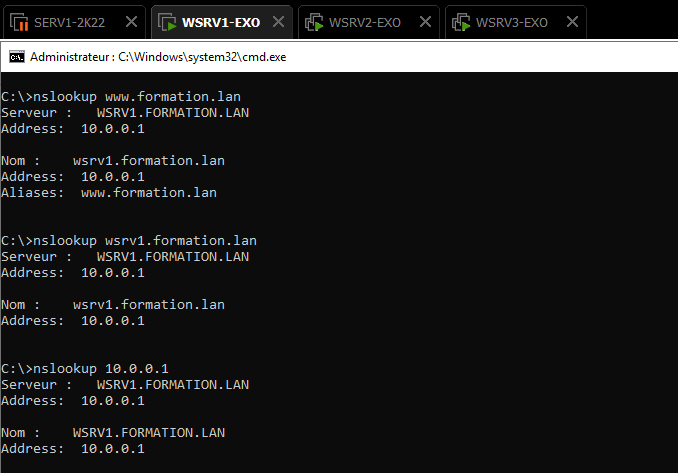 SERV1-2K22 WSRV1-EXO WSRV2-EXO WSRV3-EXO
Administrateur : C:\Windows\system32\cmd.exe
C:\>nslookup www.formation.lan
Serveur :   WSRV1.FORMATION.LAN
Address:  10.0.0.1
Nom :    wsrv1.formation.lan
Address:  10.0.0.1
Aliases:  www.formation.lan
C:\>nslookup wsrv1.formation.lan
Serveur :   WSRV1.FORMATION.LAN
Address:  10.0.0.1
Nom :    wsrv1.formation.lan
Address:  10.0.0.1
C:\>nslookup 10.0.0.1
Serveur :   WSRV1.FORMATION.LAN
Address:  10.0.0.1
Nom :    WSRV1.FORMATION.LAN
Address:  10.0.0.1